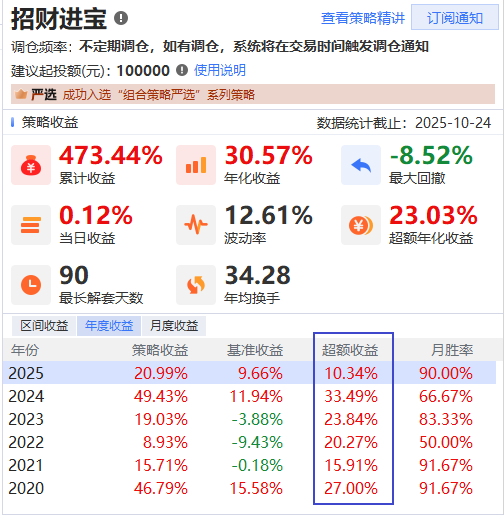 招财进宝 查看策略精讲 订阅通知
调仓频率：不定期调仓，如有调仓，系统将在交易时间触发调仓通知
建议起投额(元)：100000 使用说明
严选 成功入选“组合策略严选”系列策略
策略收益 数据统计截止：2025-10-24
473.44% 30.57% -8.52%
累计收益 年化收益 最大回撤
0.12% 12.61% 23.03%
当日收益 波动率 超额年化收益
90 34.28
最长解套天数 年均换手
区间收益 年度收益 月度收益
年份 策略收益 基准收益 超额收益 月胜率
2025 20.99% 9.66% 10.34% 90.00%
2024 49.43% 11.94% 33.49% 66.67%
2023 19.03% -3.88% 23.84% 83.33%
2022 8.93% -9.43% 20.27% 50.00%
2021 15.71% -0.18% 15.91% 91.67%
2020 46.79% 15.58% 27.00% 91.67%